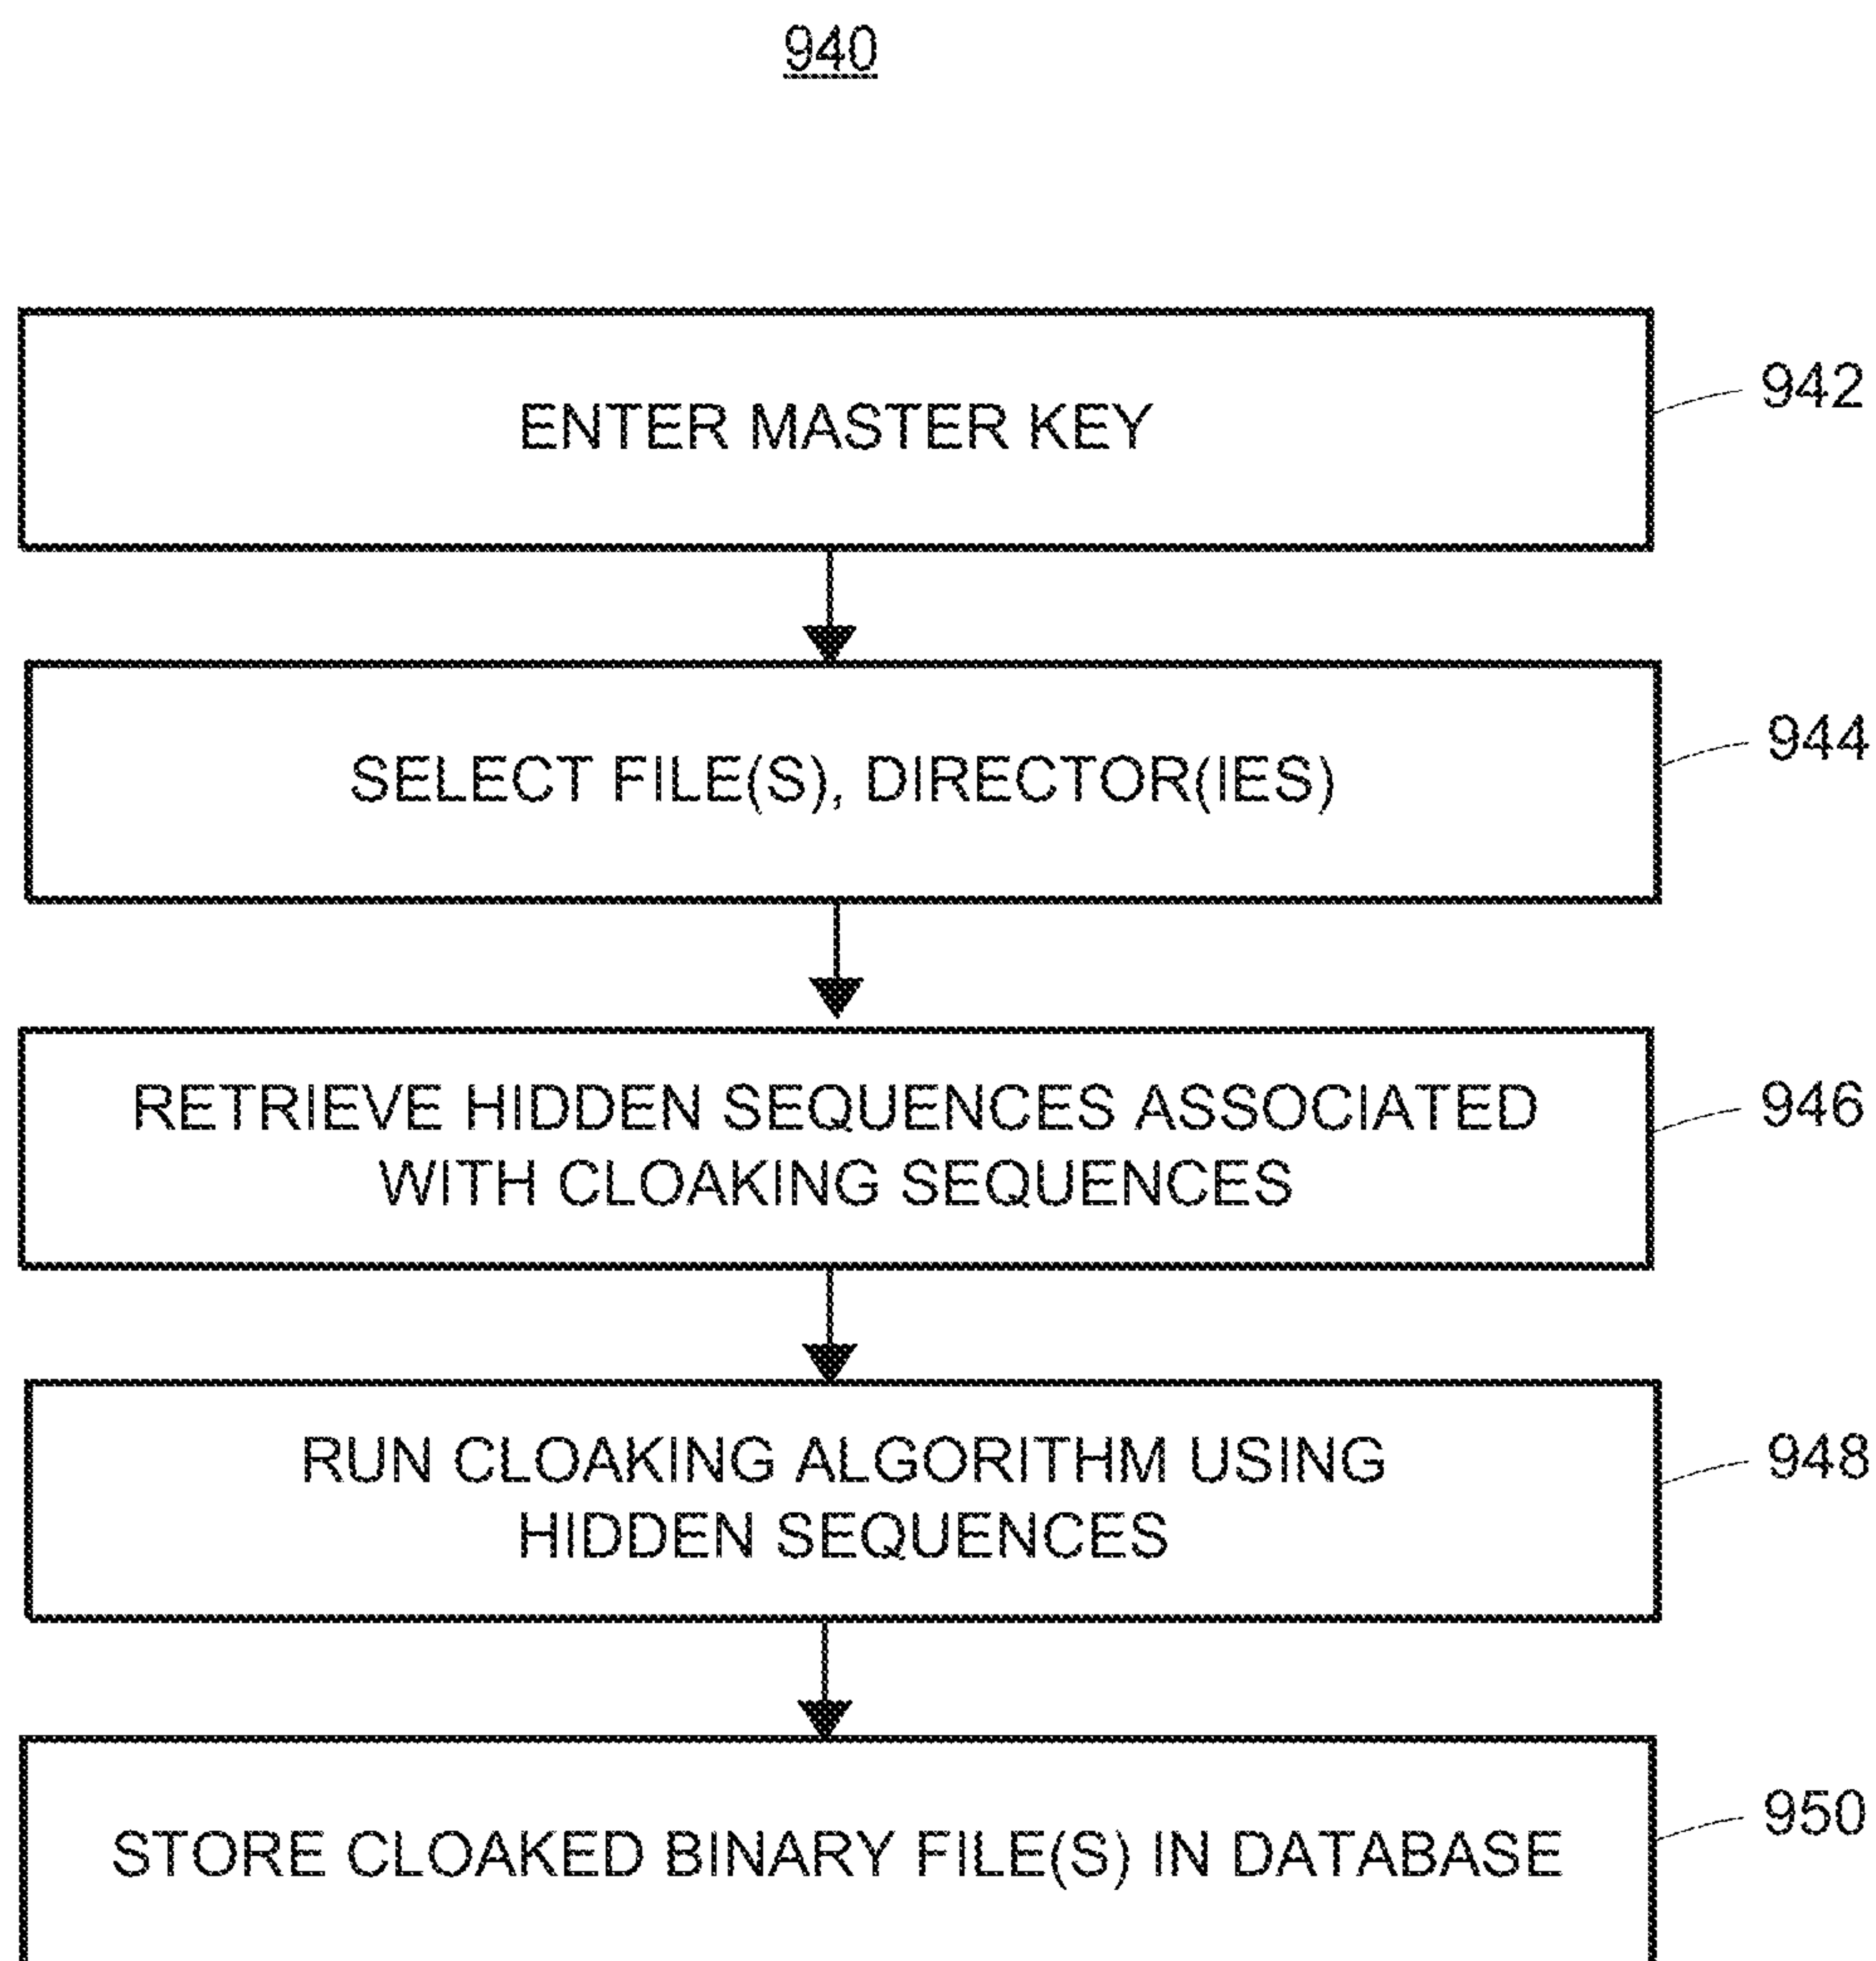 940
ENTER MASTER KEY
942
SELECT FILE(S), DIRECTOR(IES)
944
RETRIEVE HIDDEN SEQUENCES ASSOCIATED
WITH CLOAKING SEQUENCES
946
RUN CLOAKING ALGORITHM USING
HIDDEN SEQUENCES
948
STORE CLOAKED BINARY FILE(S) IN DATABASE
950